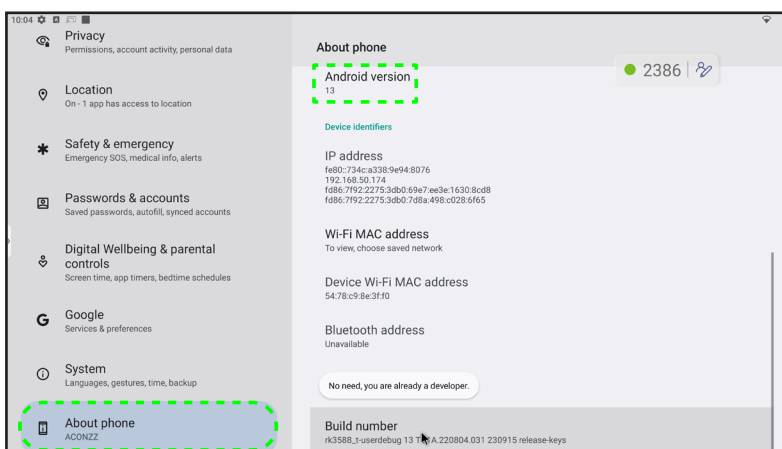 10:04
Privacy
Permissions, account activity, personal data
Location
On - 1 app has access to location
Safety & emergency
Emergency SOS, medical info, alerts
Passwords & accounts
Saved passwords, autofill, synced accounts
Digital Wellbeing & parental
controls
Screen time, app timers, bedtime schedules
Google
Services & preferences
System
Languages, gestures, time, backup
About phone
ACONZZ
About phone
2386
Android version
13
Device identifiers
IP address
fe80::734c:a338:9e94:8076
192.168.50.174
fd86:7f92:2275:3db0:69e7:ee3e:1630:8cd8
fd86:7f92:2275:3db0:7d8a:498:c028:6f65
Wi-Fi MAC address
To view, choose saved network
Device Wi-Fi MAC address
54:78:c9:8e:3f:f0
Bluetooth address
Unavailable
No need, you are already a developer.
Build number
rk3588_t-userdebug 13 A.220804.031 230915 release-keys